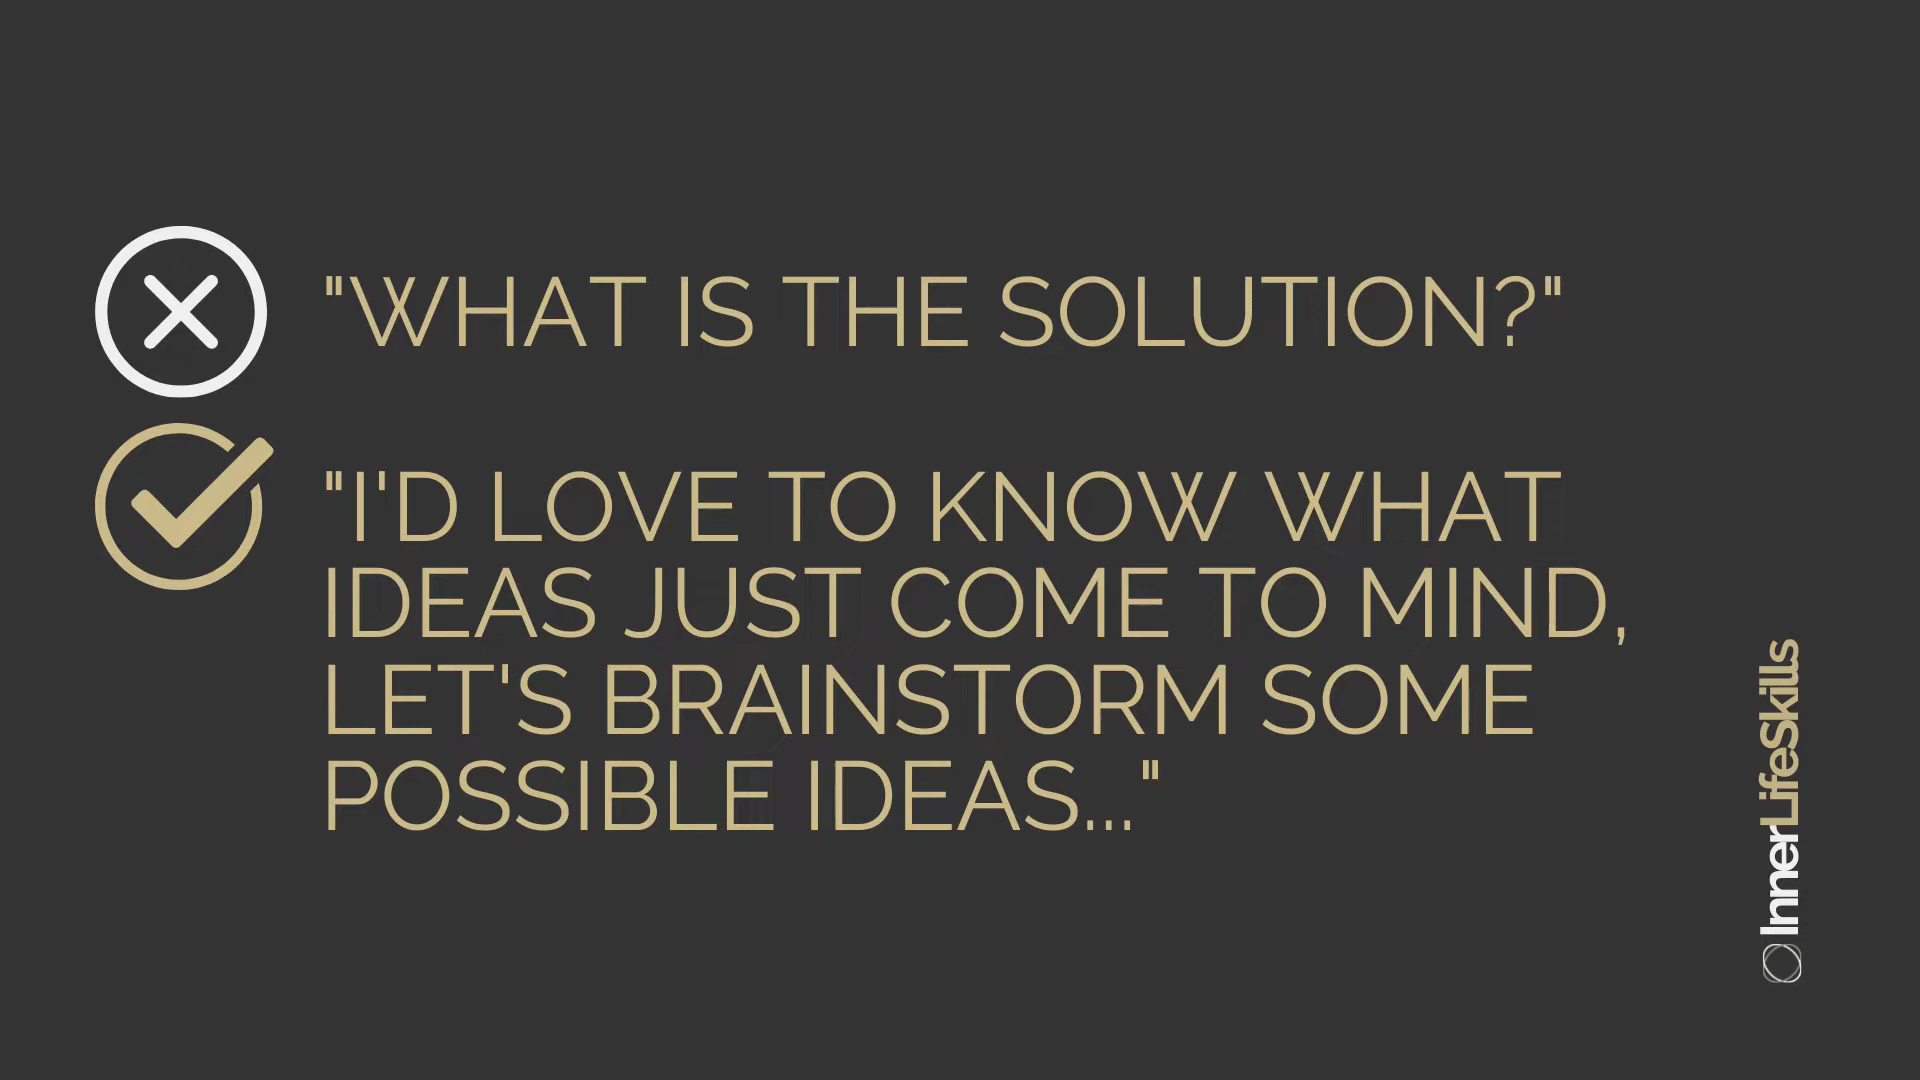 "WHAT IS THE SOLUTION?"
"I'D LOVE TO KNOW WHAT
IDEAS JUST COME TO MIND,
LET'S BRAINSTORM SOME
POSSIBLE IDEAS..."
InnerLifeSkills